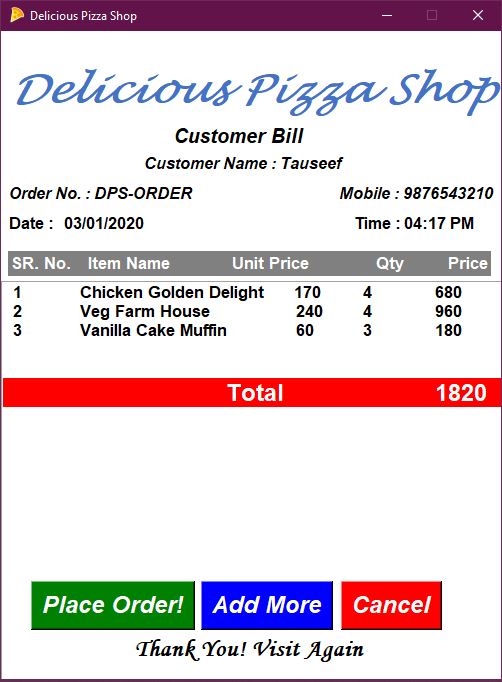 Delicious Pizza Shop
Delicious Pizza Shop
Customer Bill
Customer Name : Tauseef
Order No. : DPS-ORDER Mobile : 9876543210
Date : 03/01/2020 Time : 04:17 PM
SR. No. Item Name Unit Price Qty Price
1 Chicken Golden Delight 170 4 680
2 Veg Farm House 240 4 960
3 Vanilla Cake Muffin 60 3 180
Total 1820
Place Order! Add More Cancel
Thank You! Visit Again